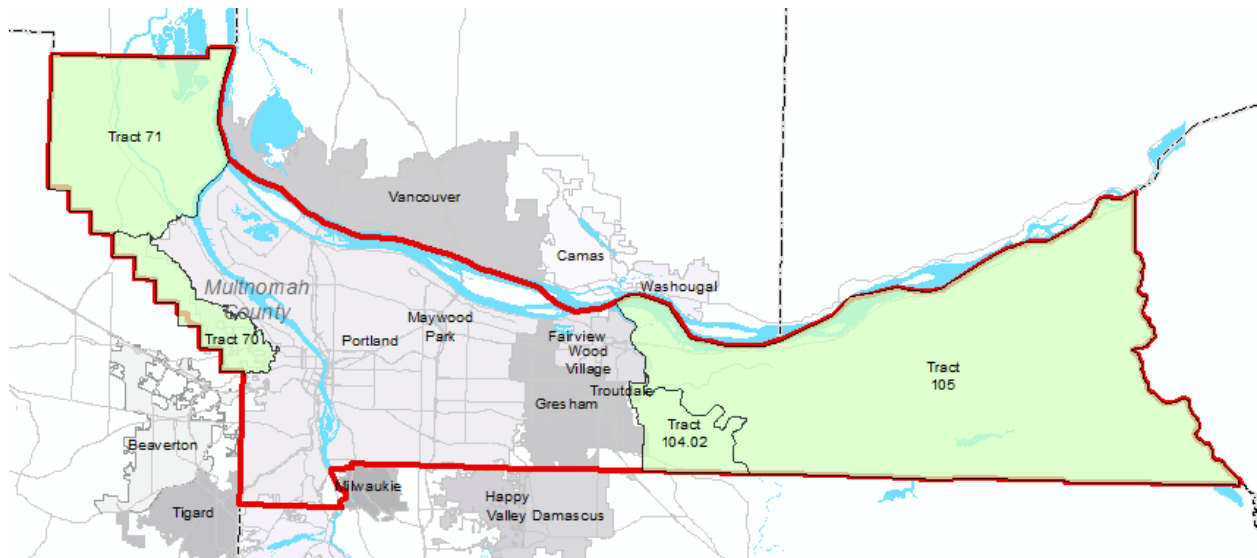 Tract 71
Vancouver
Camas
Washougal
Multnomah
County
Tract 70
Portland
Maywood
Park
Fairview
Wood
Village
Troutdale
Gresham
Tract
105
Tract
104.02
Beaverton
Tigard
Milwaukie
Happy
Valley
Damascus